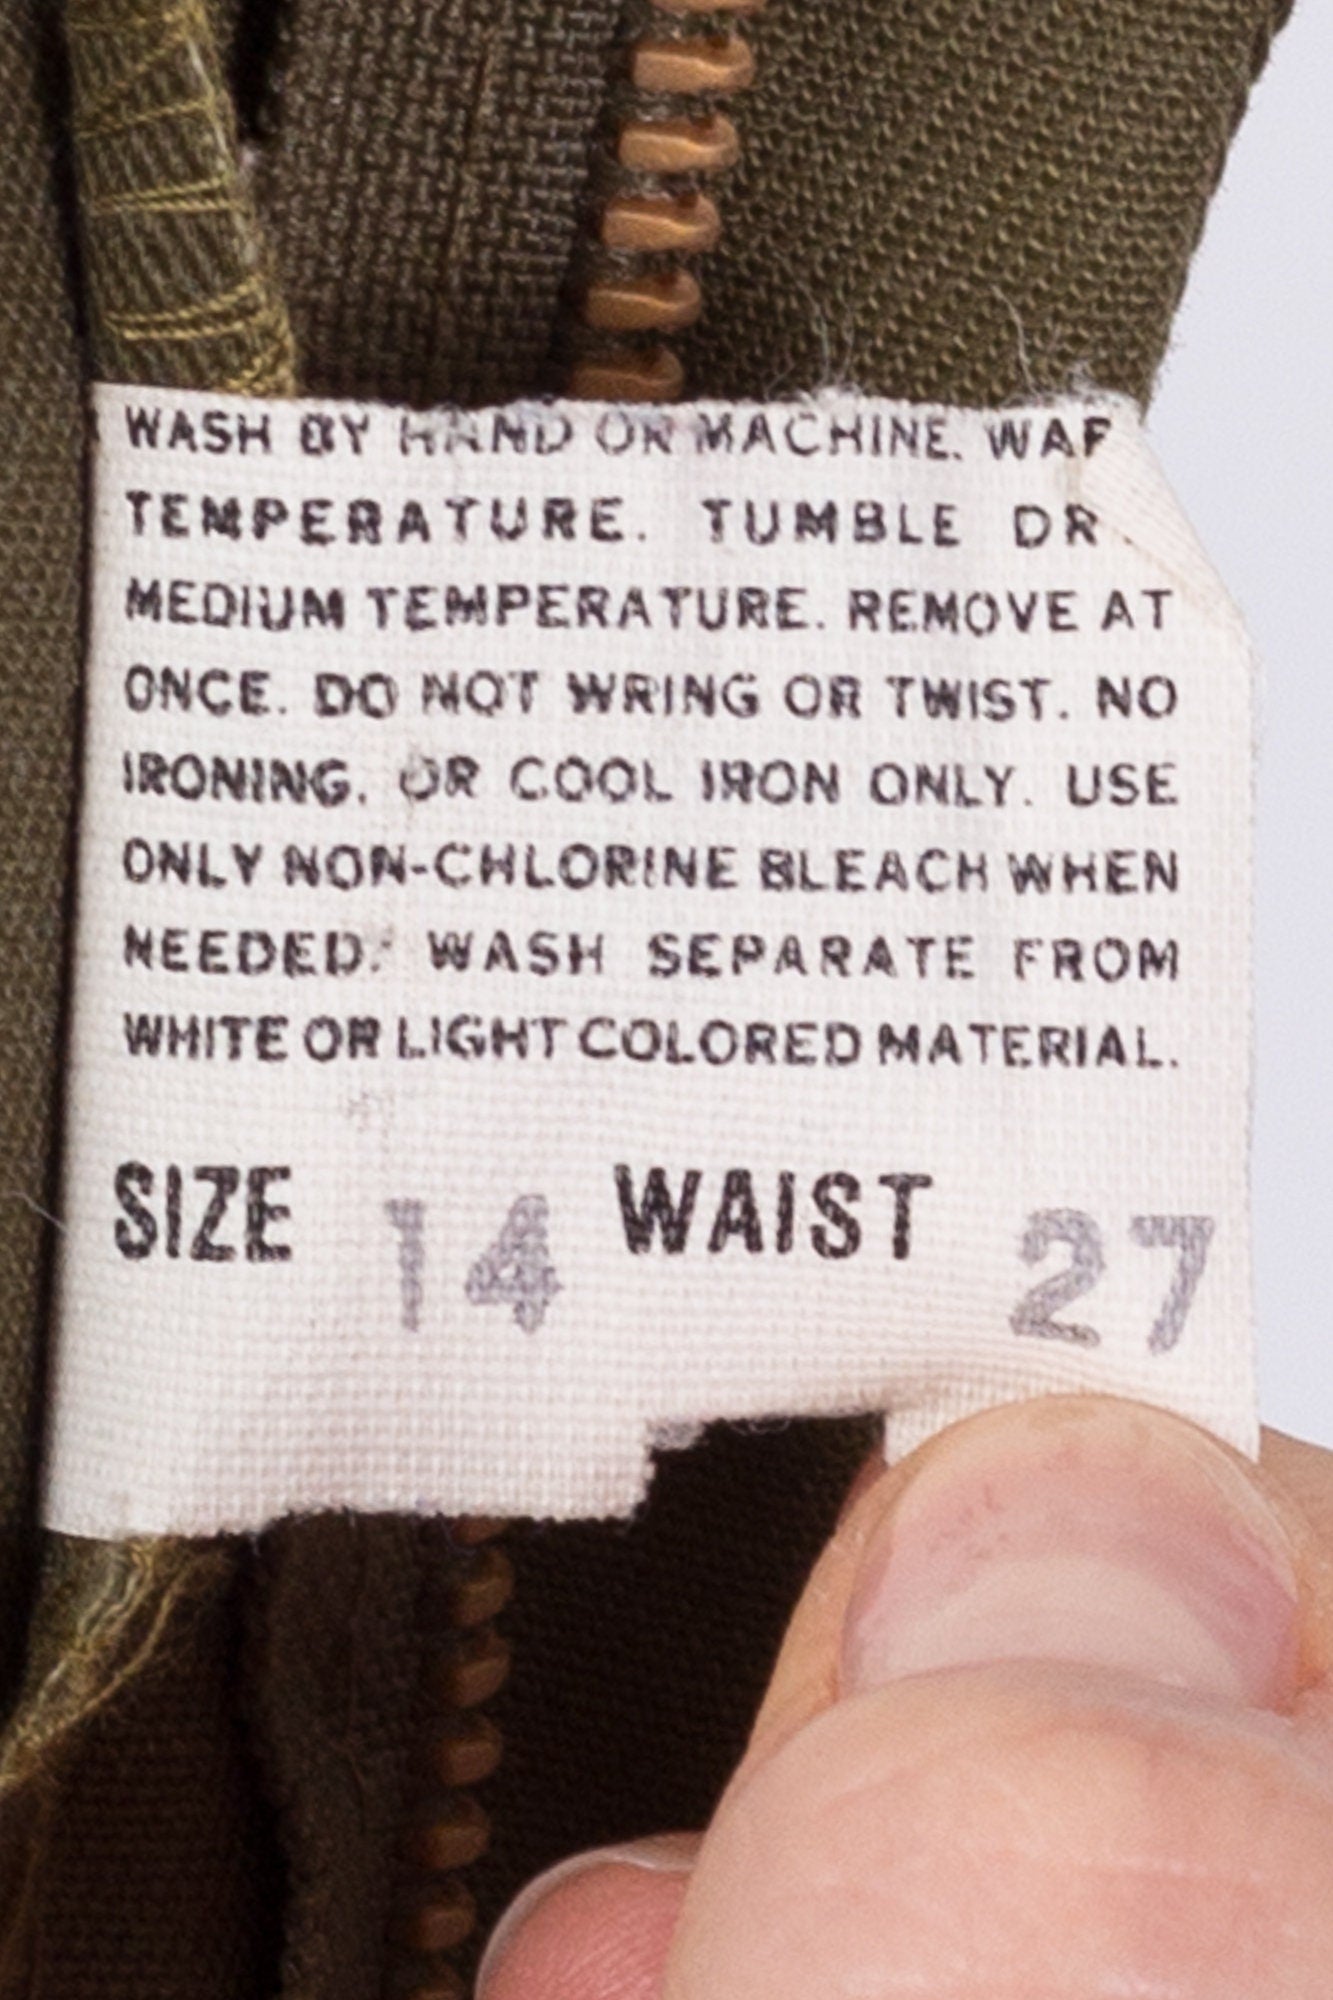 WASH BY HAND OR MACHINE. WAR
TEMPERATURE. TUMBLE DR
MEDIUM TEMPERATURE. REMOVE AT
ONCE. DO NOT WRING OR TWIST. NO
IRONING. OR COOL IRON ONLY. USE
ONLY NON-CHLORINE BLEACH WHEN
NEEDED. WASH SEPARATE FROM
WHITE OR LIGHT COLORED MATERIAL.
SIZE 14 WAIST 27